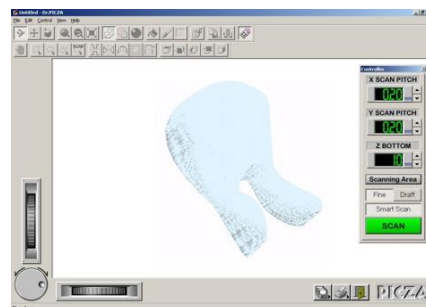 Untitled - Dr.PICZA
File Edit Control View Help
Controller
X SCAN PITCH
0.20
Y SCAN PITCH
0.20
Z BOTTOM
10
Scanning Area
Fine Draft
Smart Scan
SCAN
PICZA